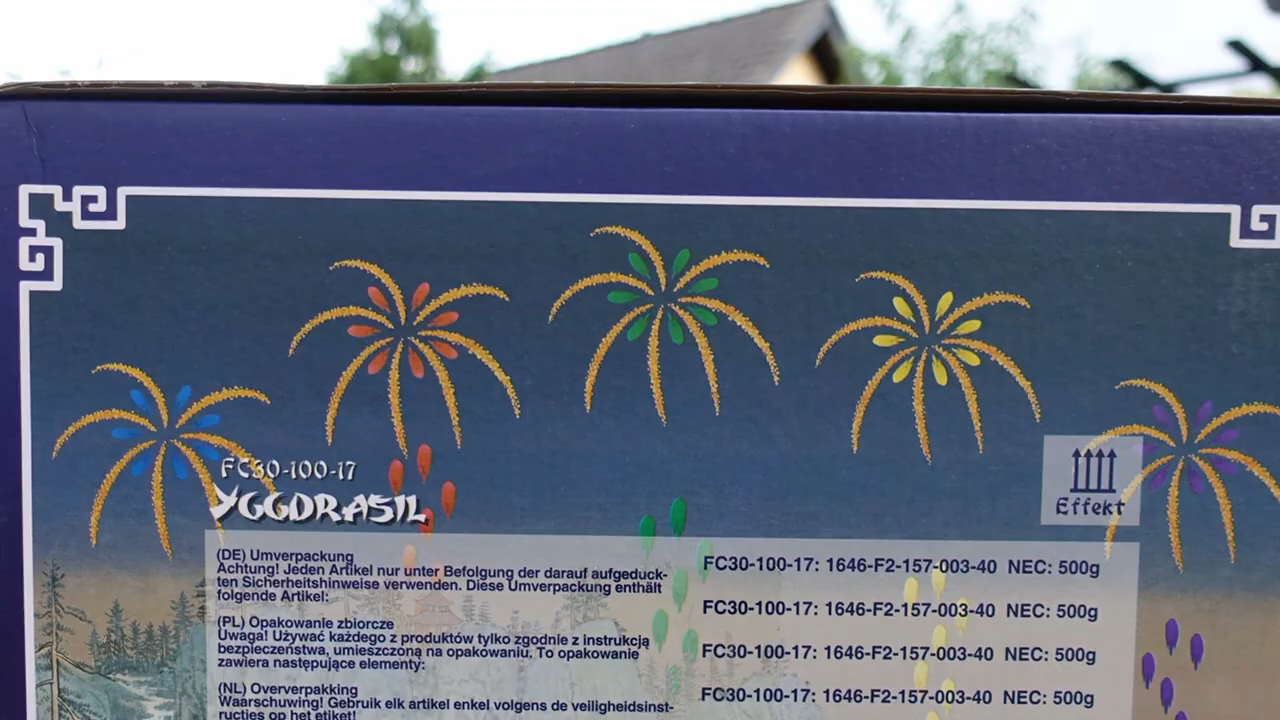 FC30-100-17
YGGDRASIL
Effekt
(DE) Umverpackung
Achtung! Jeden Artikel nur unter Befolgung der darauf aufgeduck-
ten Sicherheitshinweise verwenden. Diese Umverpackung enthält
folgende Artikel:
(PL) Opakowanie zbiorcze
Uwaga! Używać każdego z produktów tylko zgodnie z instrukcją
bezpieczeństwa, umieszczoną na opakowaniu. To opakowanie
zawiera następujące elementy:
(NL) Oververpakking
Waarschuwing! Gebruik elk artikel enkel volgens de veiligheidsinst-
ructies op het etiket!
FC30-100-17: 1646-F2-157-003-40 NEC: 500g
FC30-100-17: 1646-F2-157-003-40 NEC: 500g
FC30-100-17: 1646-F2-157-003-40 NEC: 500g
FC30-100-17: 1646-F2-157-003-40 NEC: 500g